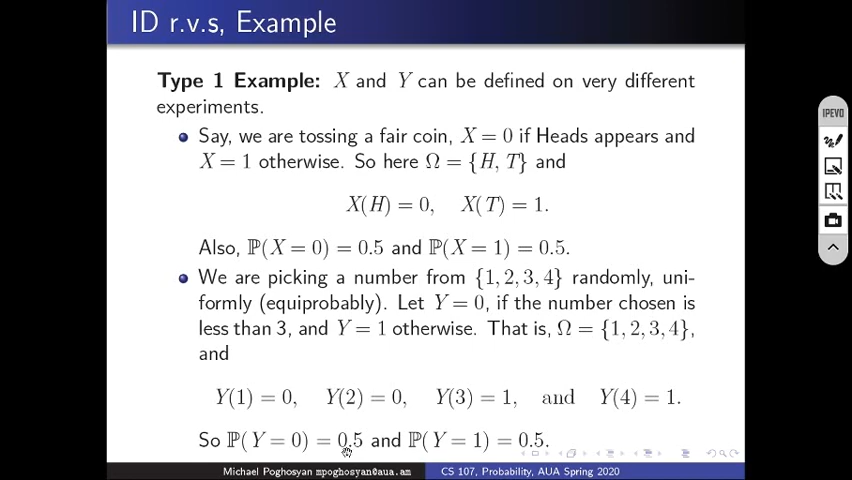 ID r.v.s, Example
Type 1 Example: X and Y can be defined on very different
experiments.
Say, we are tossing a fair coin, X = 0 if Heads appears and
X = 1 otherwise. So here Ω = {H, T} and
X(H) = 0, X(T) = 1.
Also, ℙ(X = 0) = 0.5 and ℙ(X = 1) = 0.5.
We are picking a number from {1, 2, 3, 4} randomly, uni-
formly (equiprobably). Let Y = 0, if the number chosen is
less than 3, and Y = 1 otherwise. That is, Ω = {1, 2, 3, 4},
and
Y(1) = 0, Y(2) = 0, Y(3) = 1, and Y(4) = 1.
So ℙ(Y = 0) = 0.5 and ℙ(Y = 1) = 0.5.
Michael Poghosyan mpoghosyan@aua.am CS 107, Probability, AUA Spring 2020
IPEVO